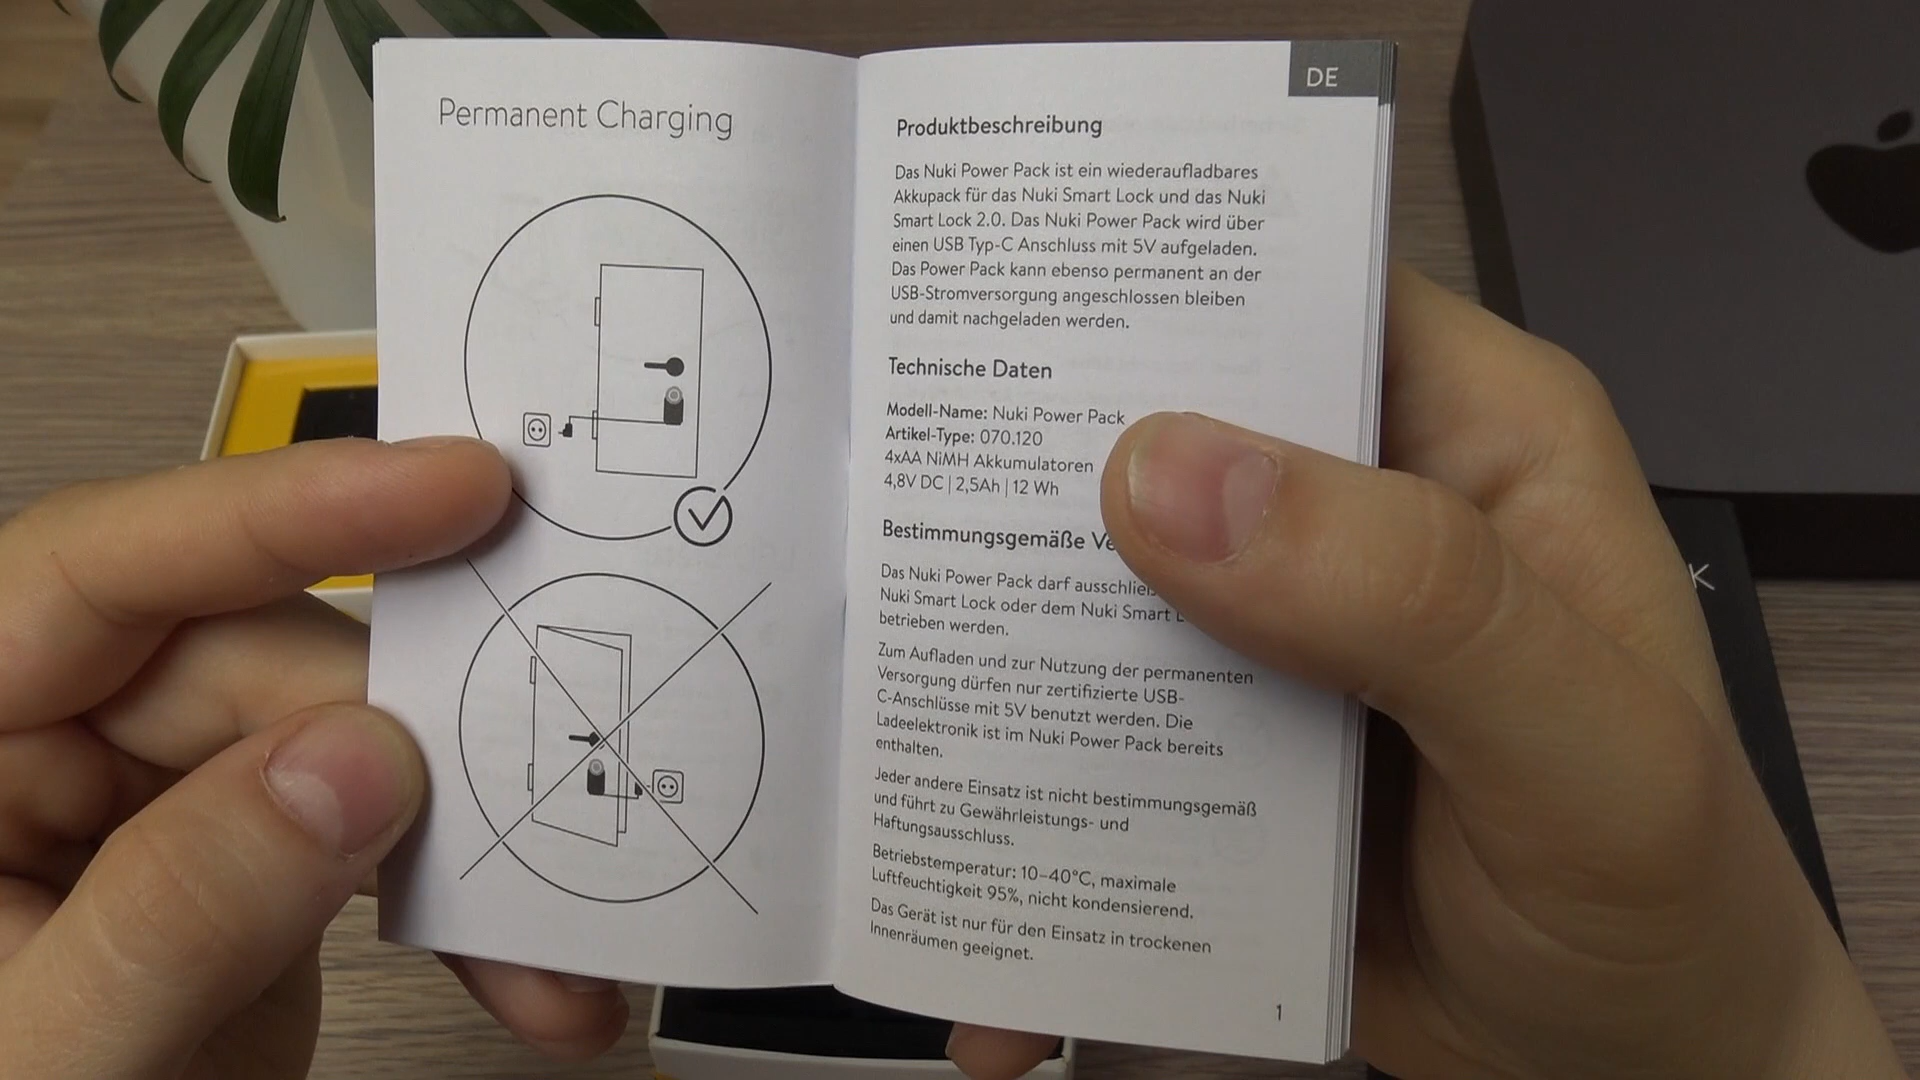 Permanent Charging
DE
Produktbeschreibung
Das Nuki Power Pack ist ein wiederaufladbares
Akkupack für das Nuki Smart Lock und das Nuki
Smart Lock 2.0. Das Nuki Power Pack wird über
einen USB Typ-C Anschluss mit 5V aufgeladen.
Das Power Pack kann ebenso permanent an der
USB-Stromversorgung angeschlossen bleiben
und damit nachgeladen werden.
Technische Daten
Modell-Name: Nuki Power Pack
Artikel-Type: 070.120
4xAA NiMH Akkumulatoren
4,8V DC | 2,5Ah | 12 Wh
Bestimmungsgemäße
Das Nuki Power Pack darf
Nuki Smart Lock oder dem Nuki Smart
betrieben werden.
Zum Aufladen und zur Nutzung der permanenten
Versorgung dürfen nur zertifizierte USB-
C-Anschlüsse mit 5V benutzt werden. Die
Ladeelektronik ist im Nuki Power Pack bereits
enthalten.
Jeder andere Einsatz ist nicht bestimmungsgemäß
und führt zu Gewährleistungs- und
Haftungsausschluss.
Betriebstemperatur: 10–40°C, maximale
Luftfeuchtigkeit 95%, nicht kondensierend.
Das Gerät ist nur für den Einsatz in trockenen
Innenräumen geeignet.
1
K